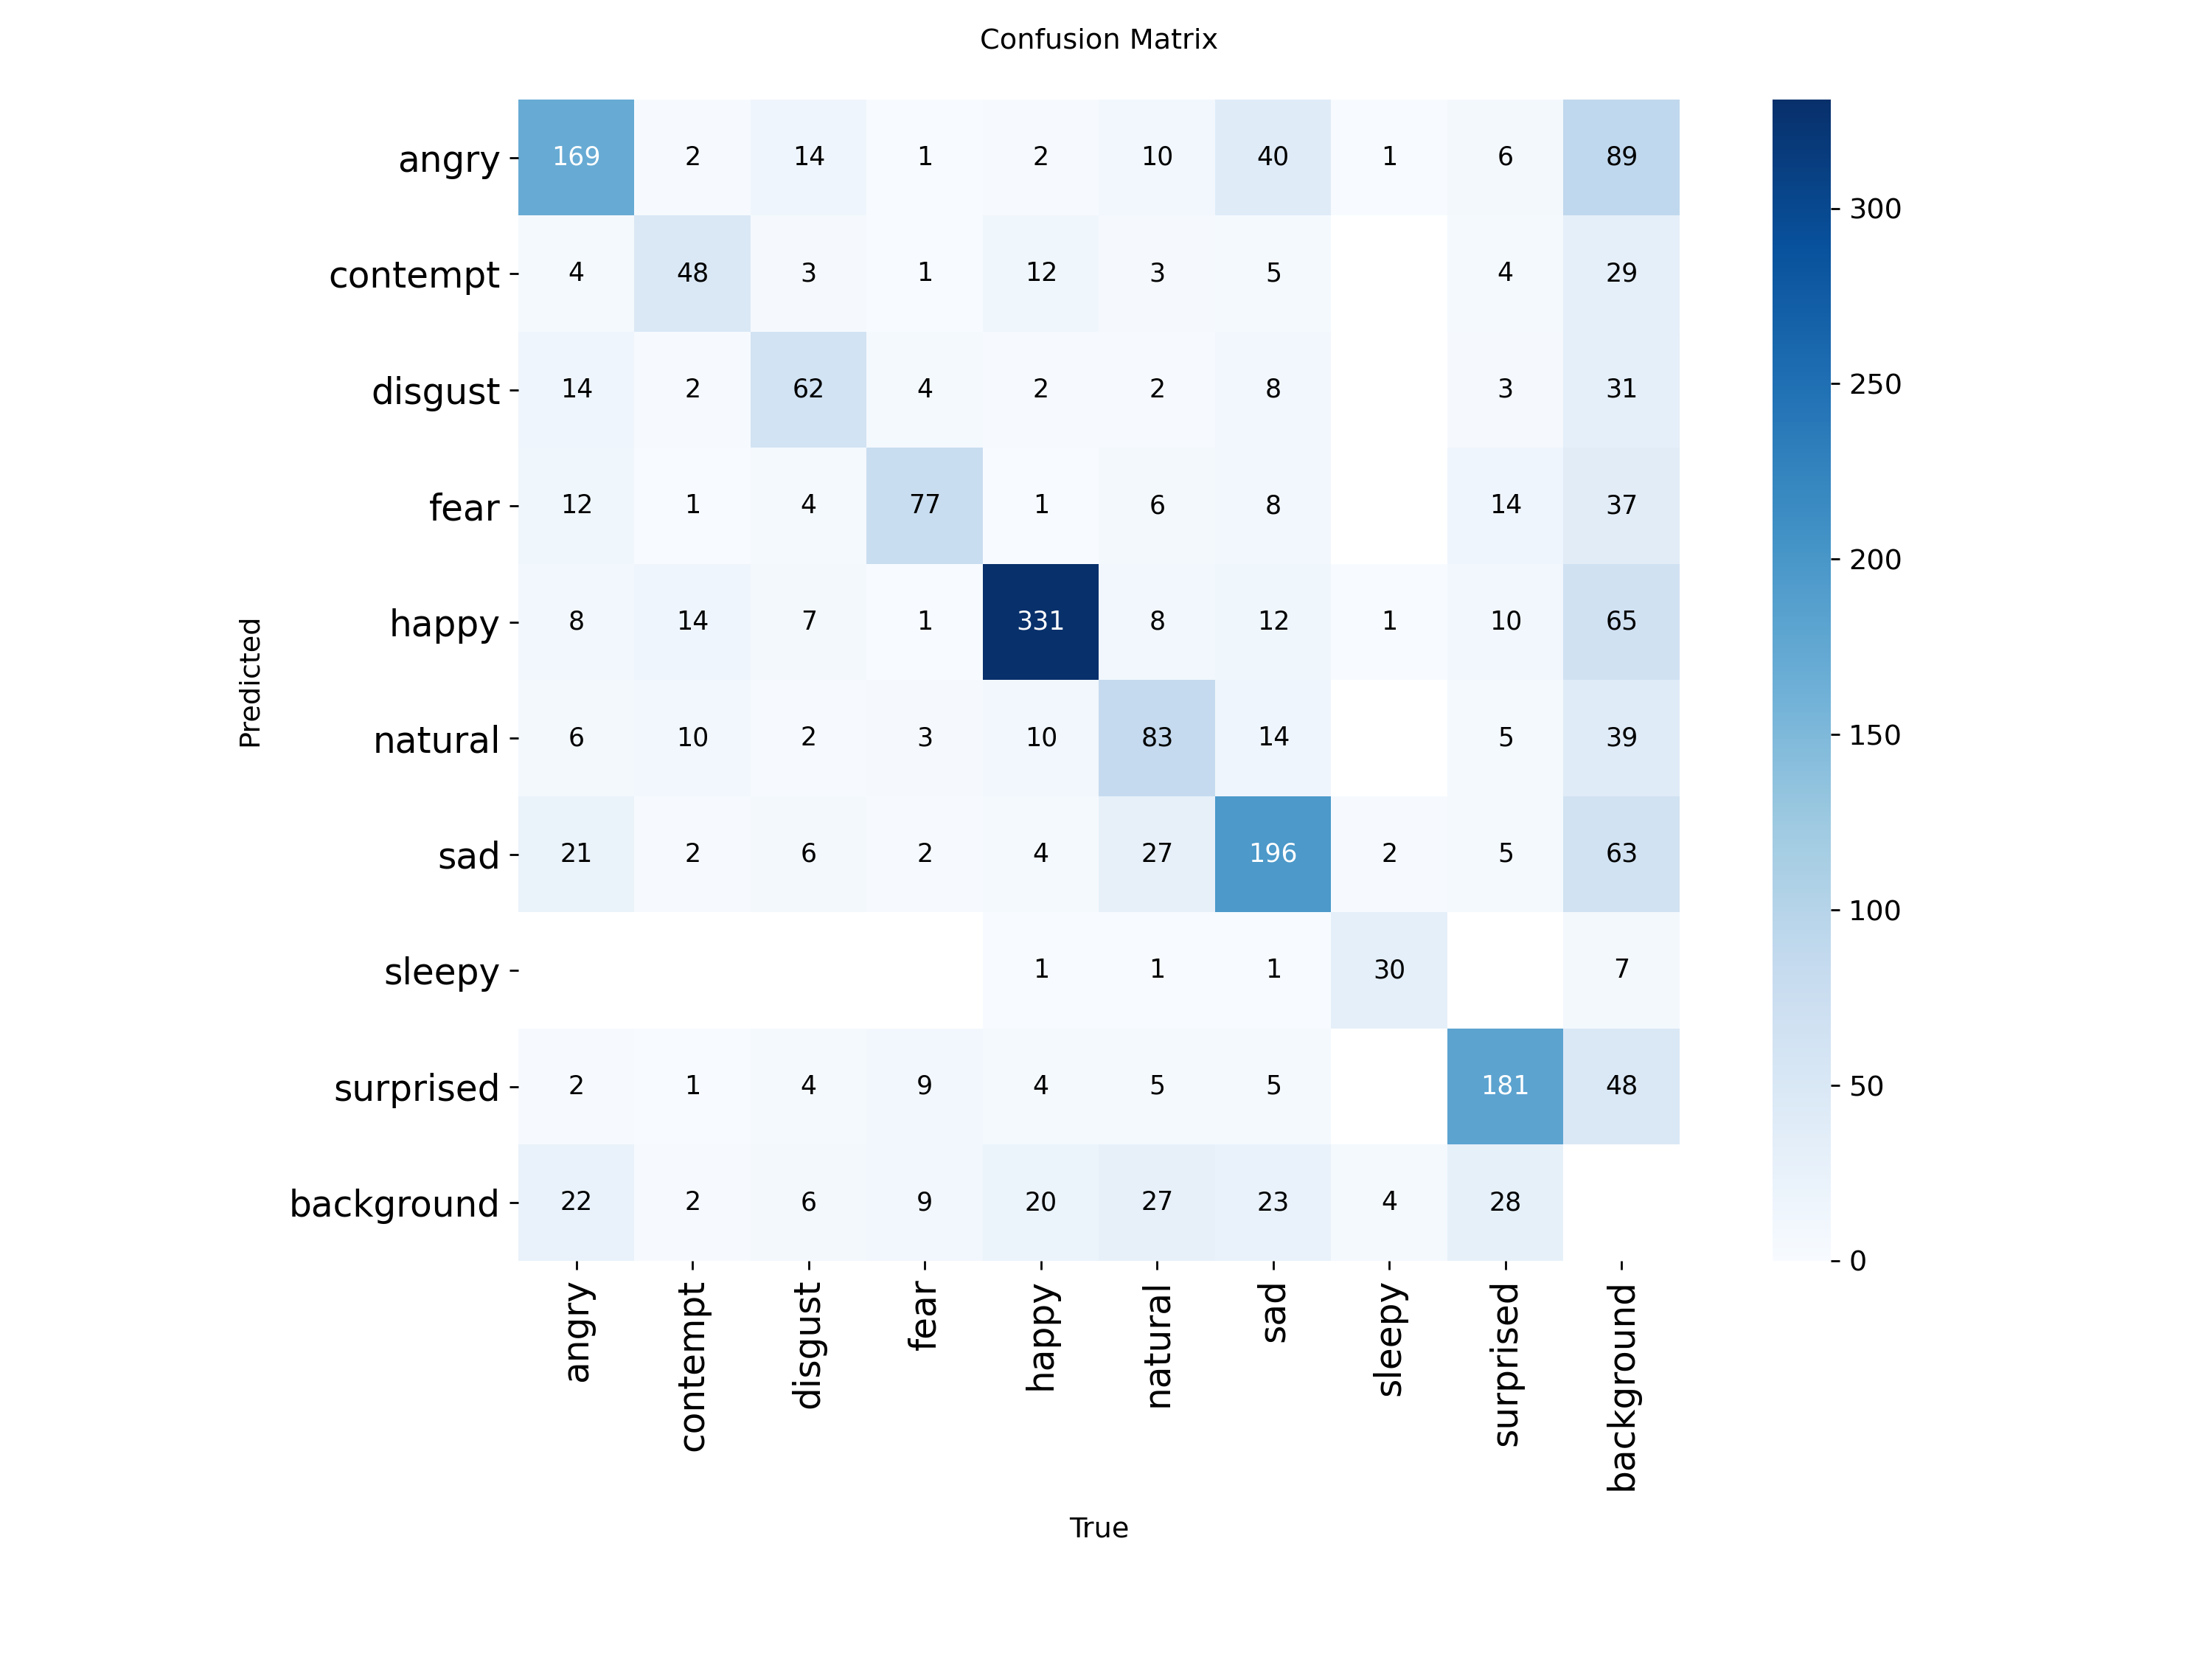 Confusion Matrix
angry 169 2 14 1 2 10 40 1 6 89
contempt 4 48 3 1 12 3 5 4 29
disgust 14 2 62 4 2 2 8 3 31
fear 12 1 4 77 1 6 8 14 37
happy 8 14 7 1 331 8 12 1 10 65
natural 6 10 2 3 10 83 14 5 39
sad 21 2 6 2 4 27 196 2 5 63
sleepy 1 1 1 30 7
surprised 2 1 4 9 4 5 5 181 48
background 22 2 6 9 20 27 23 4 28
angry contempt disgust fear happy natural sad sleepy surprised background
True
Predicted
300
250
200
150
100
50
0